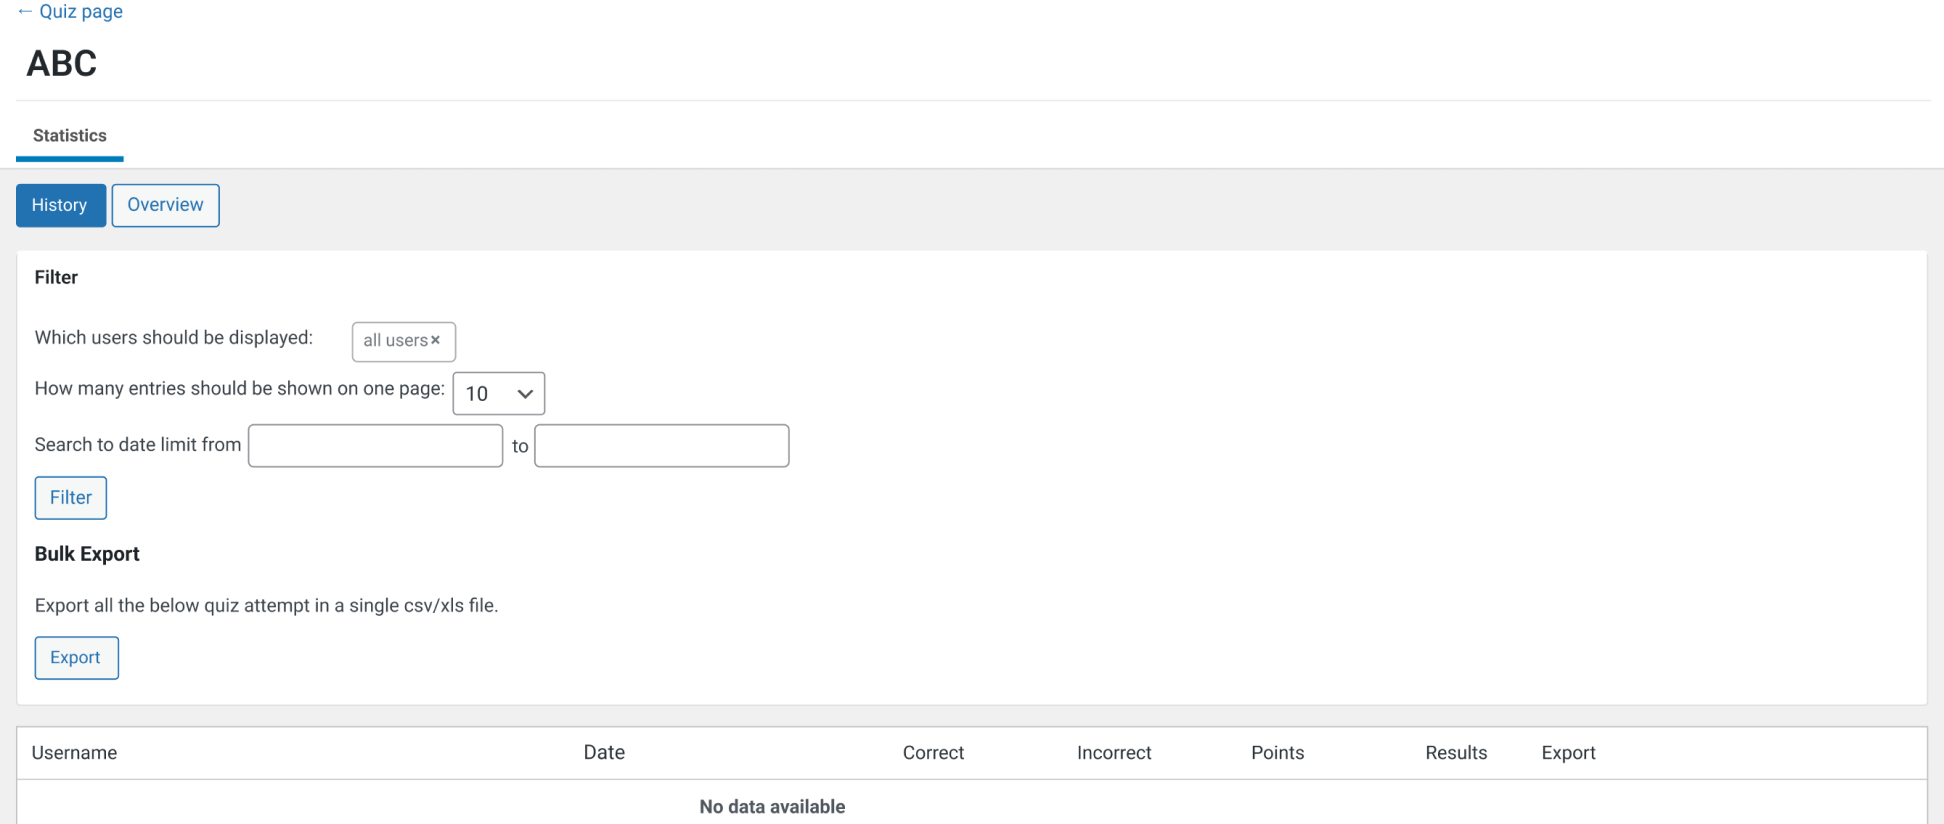 ← Quiz page
ABC
Statistics
History Overview
Filter
Which users should be displayed: all users×
How many entries should be shown on one page: 10
Search to date limit from to
Filter
Bulk Export
Export all the below quiz attempt in a single csv/xls file.
Export
Username Date Correct Incorrect Points Results Export
No data available